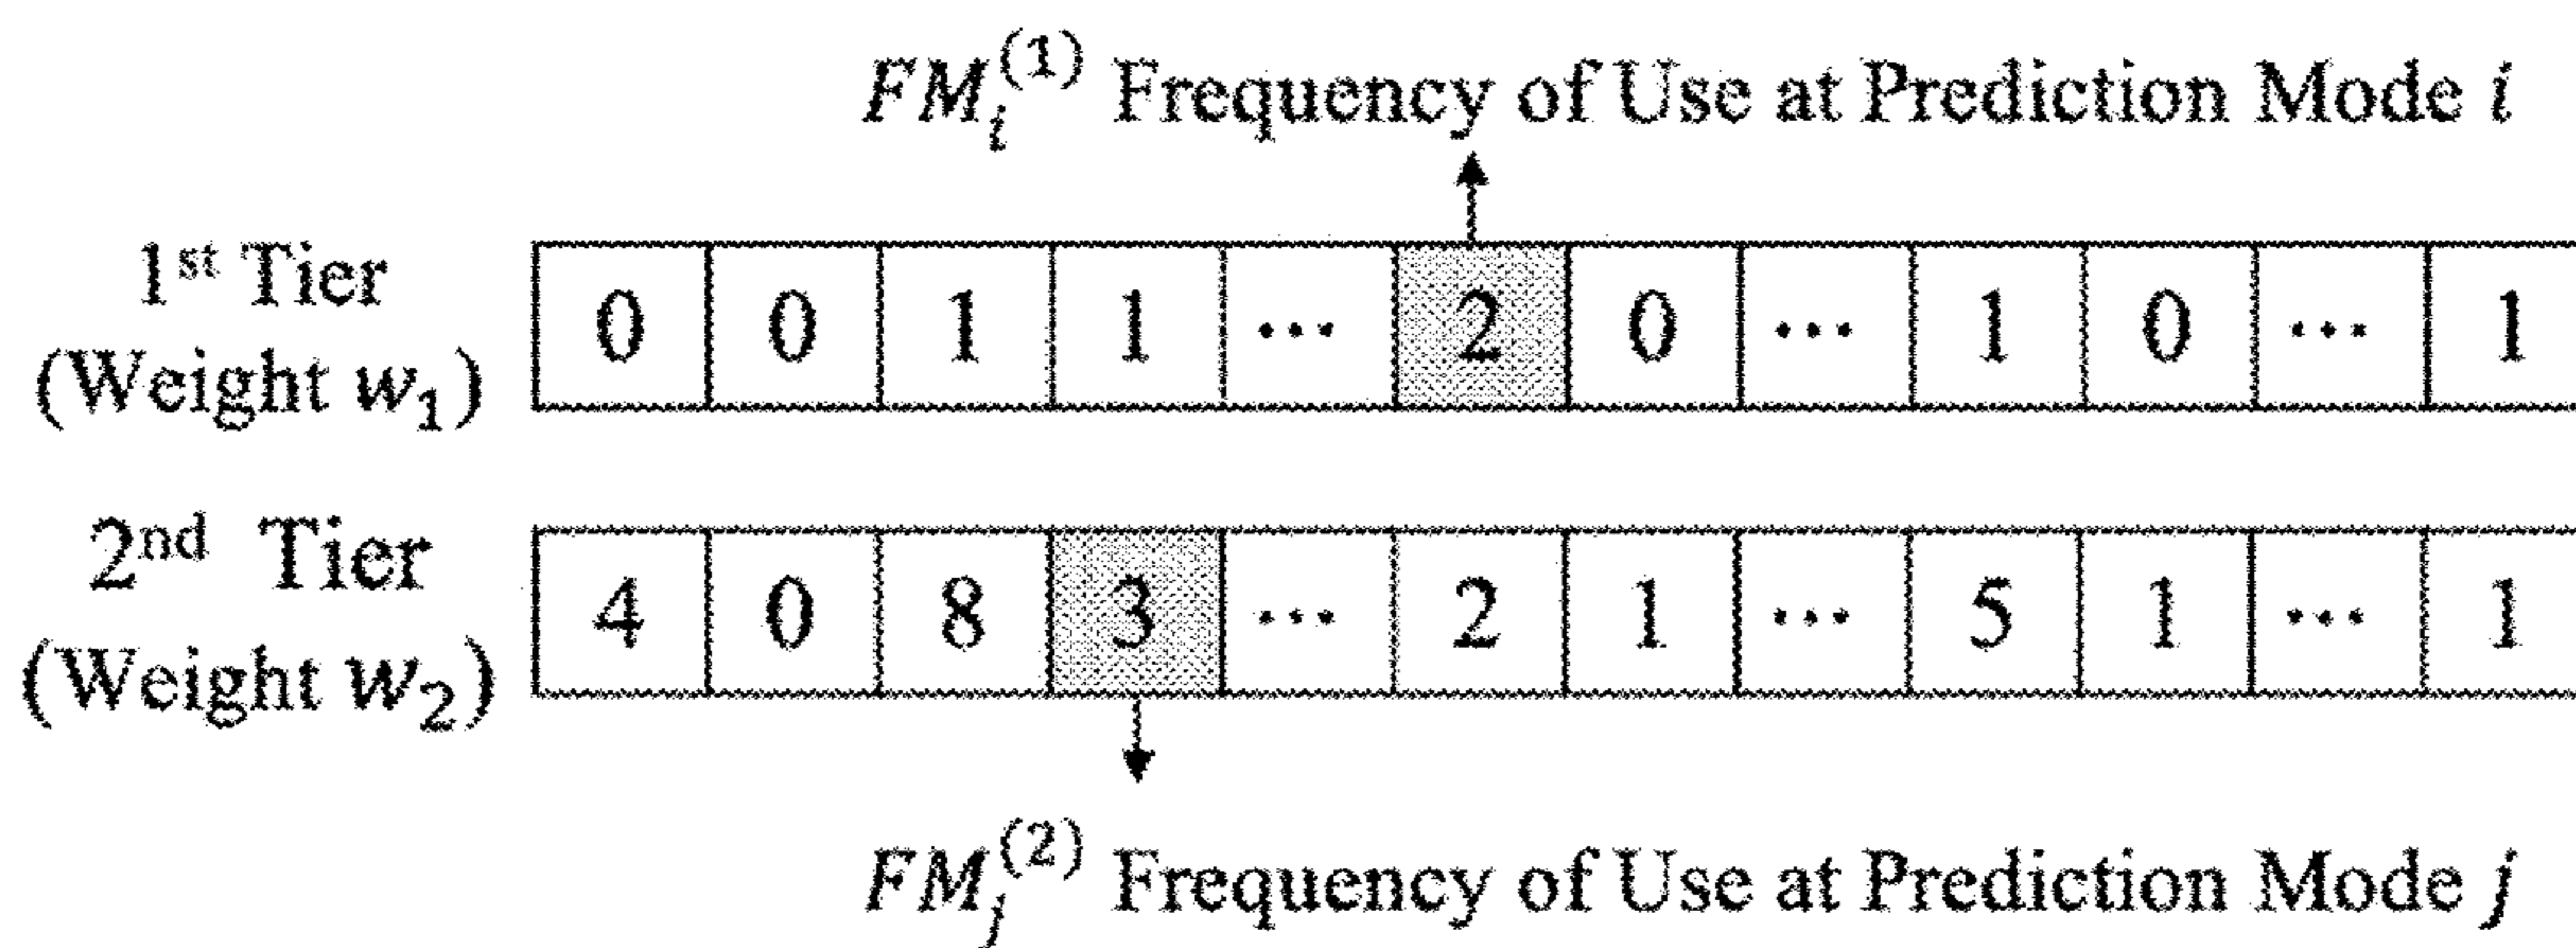 FM_i^(1) Frequency of Use at Prediction Mode i
1st Tier
(Weight w1)
0 0 1 1 ... 2 0 ... 1 0 ... 1
2nd Tier
(Weight w2)
4 0 8 3 ... 2 1 ... 5 1 ... 1
FM_j^(2) Frequency of Use at Prediction Mode j